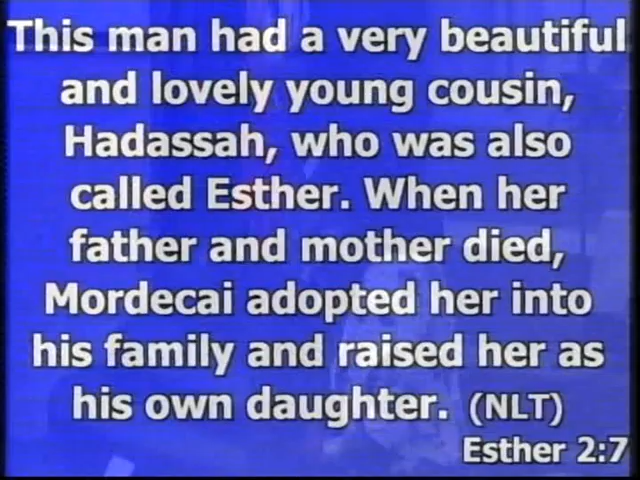 This man had a very beautiful
and lovely young cousin,
Hadassah, who was also
called Esther. When her
father and mother died,
Mordecai adopted her into
his family and raised her as
his own daughter. (NLT)
Esther 2:7